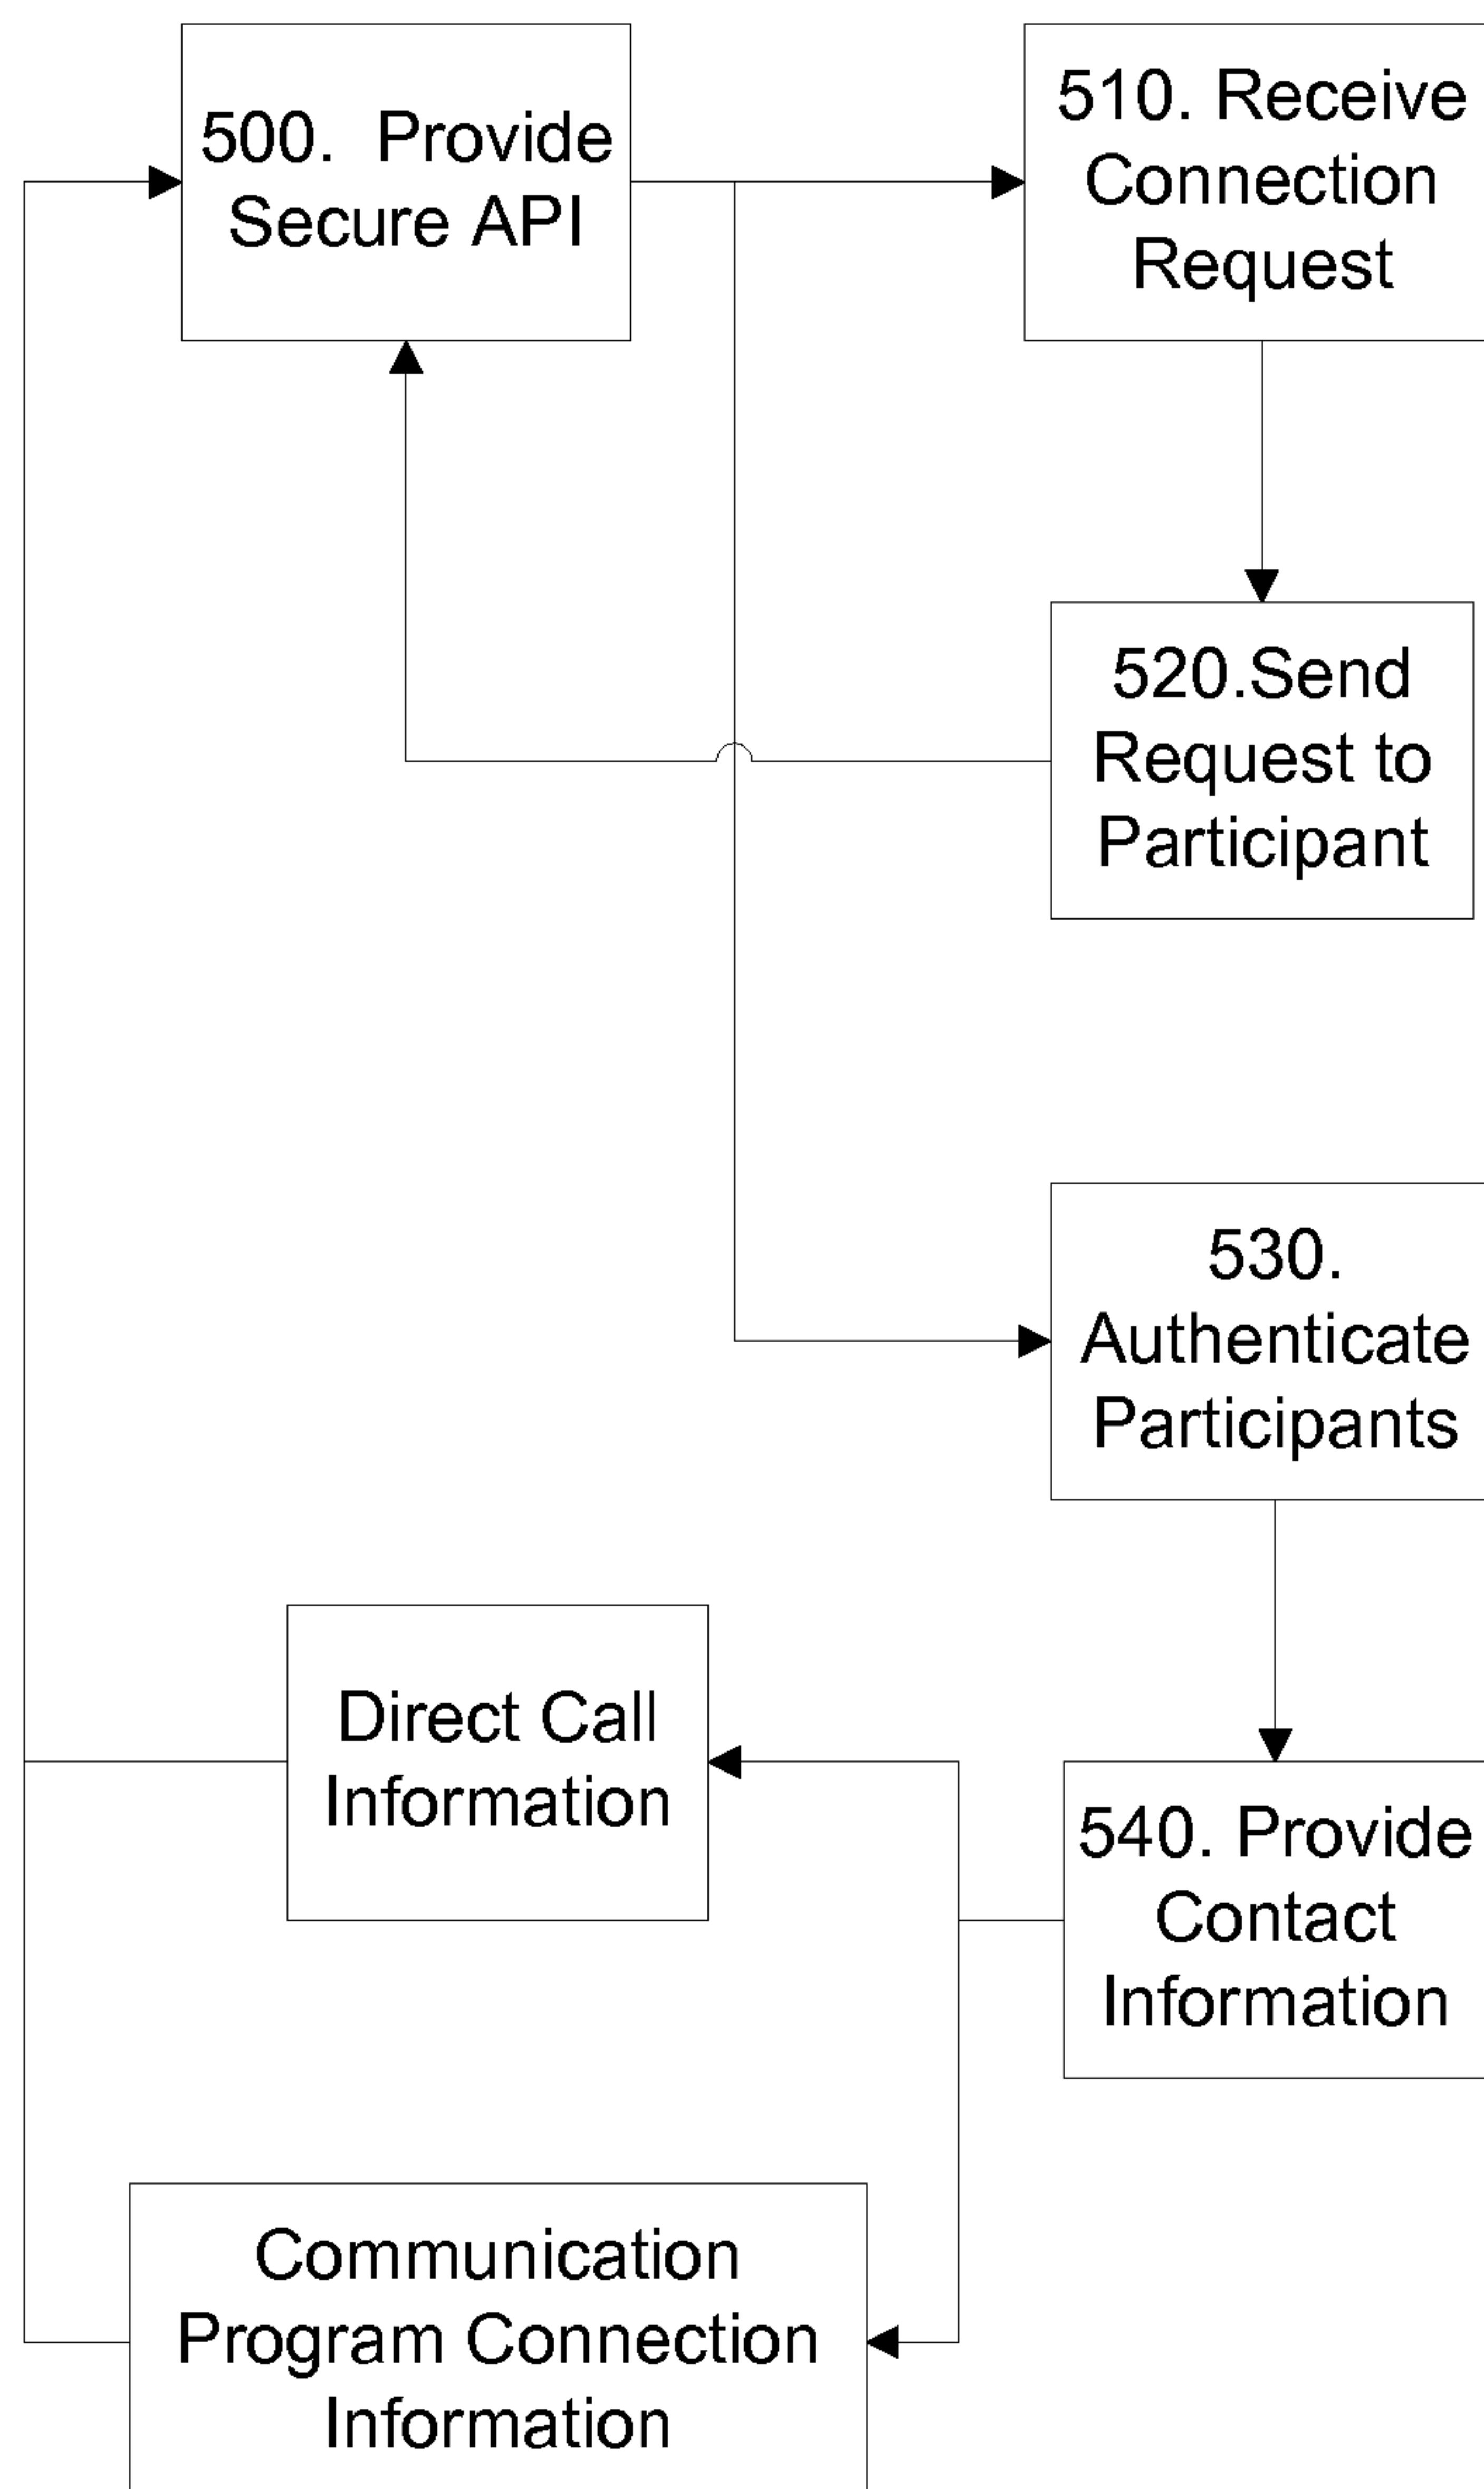 500. Provide
Secure API
510. Receive
Connection
Request
520.Send
Request to
Participant
530.
Authenticate
Participants
Direct Call
Information
540. Provide
Contact
Information
Communication
Program Connection
Information